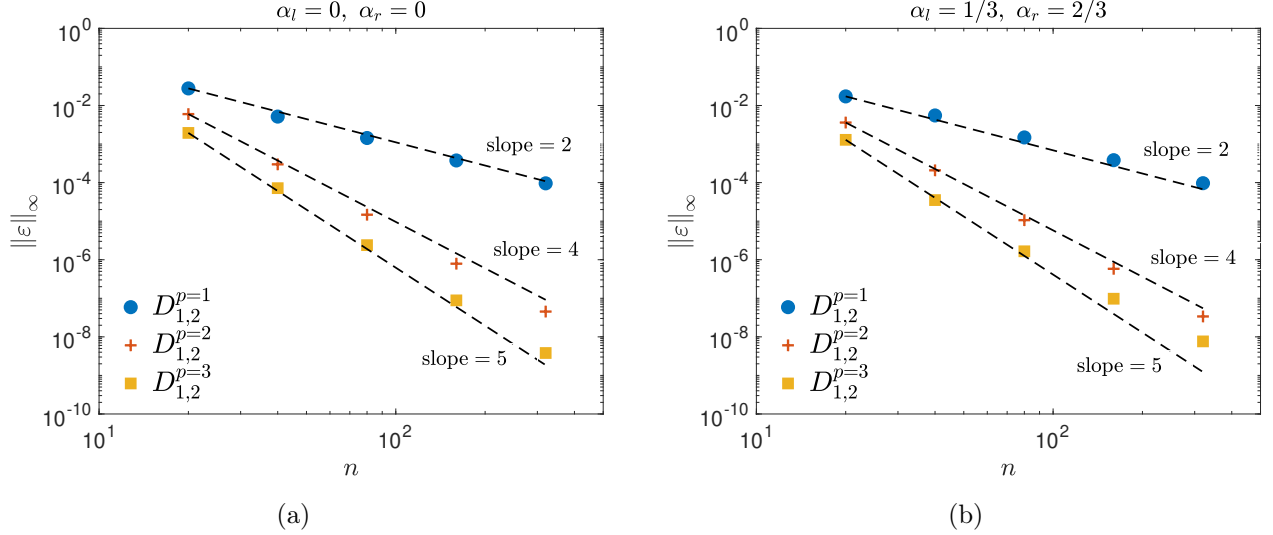 α_l = 0, α_r = 0
10^0
10^-2
10^-4
10^-6
10^-8
10^-10
‖ε‖_∞
slope = 2
slope = 4
slope = 5
D_{1,2}^{p=1}
D_{1,2}^{p=2}
D_{1,2}^{p=3}
10^1
10^2
n
(a)
α_l = 1/3, α_r = 2/3
10^0
10^-2
10^-4
10^-6
10^-8
10^-10
‖ε‖_∞
slope = 2
slope = 4
slope = 5
D_{1,2}^{p=1}
D_{1,2}^{p=2}
D_{1,2}^{p=3}
10^1
10^2
n
(b)